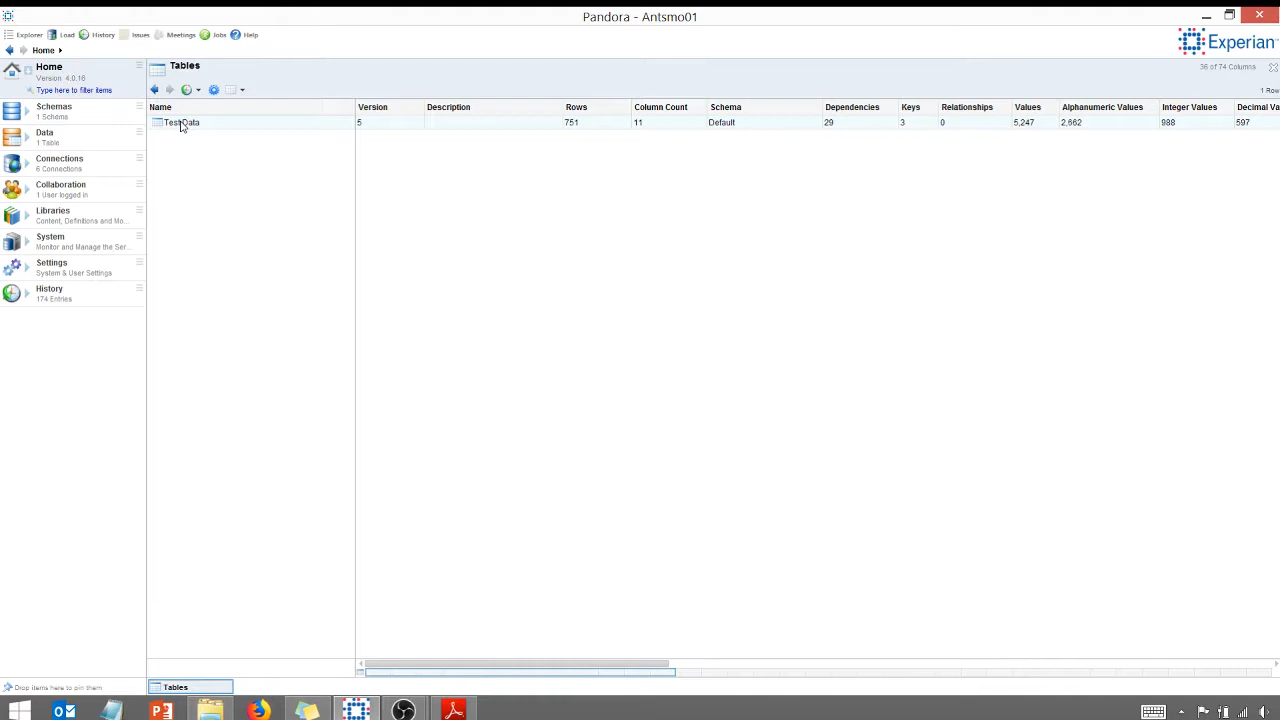 Pandora - Antsmo01
Explorer Load History Issues Meetings Jobs Help
Home
Experian
Home
Version 4.0.16
Type here to filter items
Tables
36 of 74 Columns
1 Row
Name Version Description Rows Column Count Schema Dependencies Keys Relationships Values Alphanumeric Values Integer Values Decimal Va
Test Data 5 751 11 Default 29 3 0 5,247 2,662 988 597
Schemas
1 Schema
Data
1 Table
Connections
6 Connections
Collaboration
1 User logged in
Libraries
Content, Definitions and Mo...
System
Monitor and Manage the Ser...
Settings
System & User Settings
History
174 Entries
Drop items here to pin them
Tables